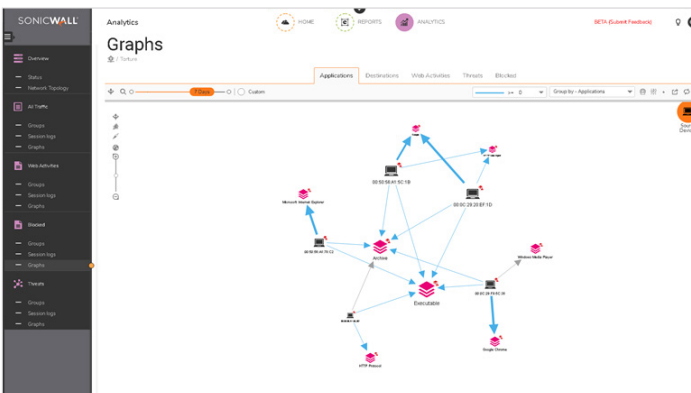 SONICWALL
Analytics
HOME
REPORTS
ANALYTICS
BETA (Submit Feedback)
Graphs
Overview
Status
Network Topology
All Traffic
Groups
Session logs
Graphs
Web Activities
Groups
Session logs
Graphs
Blocked
Groups
Session logs
Graphs
Threats
Groups
Session logs
Graphs
Applications
Destinations
Web Activities
Threats
Blocked
7 Days
Custom
>= 0
Group by - Applications
Microsoft Internet Explorer
Archive
Executable
Windows Media Player
Google Chrome
HTTP Protocol